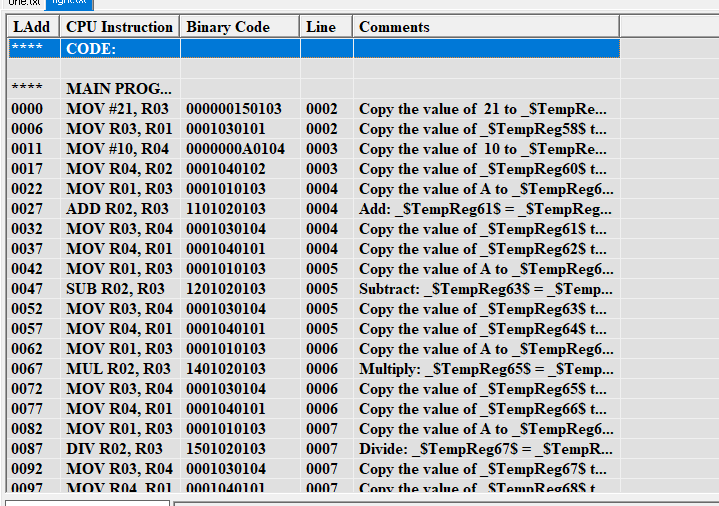 one.txt right.txt
LAdd CPU Instruction Binary Code Line Comments
**** CODE:
**** MAIN PROG...
0000 MOV #21, R03 000000150103 0002 Copy the value of  21 to _$TempRe...
0006 MOV R03, R01 0001030101 0002 Copy the value of _$TempReg58$ t...
0011 MOV #10, R04 0000000A0104 0003 Copy the value of  10 to _$TempRe...
0017 MOV R04, R02 0001040102 0003 Copy the value of _$TempReg60$ t...
0022 MOV R01, R03 0001010103 0004 Copy the value of A to _$TempReg6...
0027 ADD R02, R03 1101020103 0004 Add: _$TempReg61$ = _$TempReg...
0032 MOV R03, R04 0001030104 0004 Copy the value of _$TempReg61$ t...
0037 MOV R04, R01 0001040101 0004 Copy the value of _$TempReg62$ t...
0042 MOV R01, R03 0001010103 0005 Copy the value of A to _$TempReg6...
0047 SUB R02, R03 1201020103 0005 Subtract: _$TempReg63$ = _$Temp...
0052 MOV R03, R04 0001030104 0005 Copy the value of _$TempReg63$ t...
0057 MOV R04, R01 0001040101 0005 Copy the value of _$TempReg64$ t...
0062 MOV R01, R03 0001010103 0006 Copy the value of A to _$TempReg6...
0067 MUL R02, R03 1401020103 0006 Multiply: _$TempReg65$ = _$Temp...
0072 MOV R03, R04 0001030104 0006 Copy the value of _$TempReg65$ t...
0077 MOV R04, R01 0001040101 0006 Copy the value of _$TempReg66$ t...
0082 MOV R01, R03 0001010103 0007 Copy the value of A to _$TempReg6...
0087 DIV R02, R03 1501020103 0007 Divide: _$TempReg67$ = _$TempR...
0092 MOV R03, R04 0001030104 0007 Copy the value of _$TempReg67$ t...
0097 MOV R04, R01 0001040101 0007 Copy the value of _$TempReg68$ t...